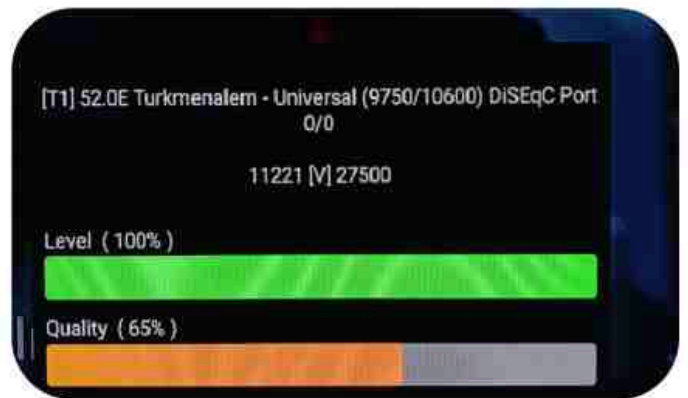 [T1] 52.0E Turkmenalem - Universal (9750/10600) DiSEqC Port
0/0
11221 [V] 27500
Level ( 100% )
Quality ( 65% )